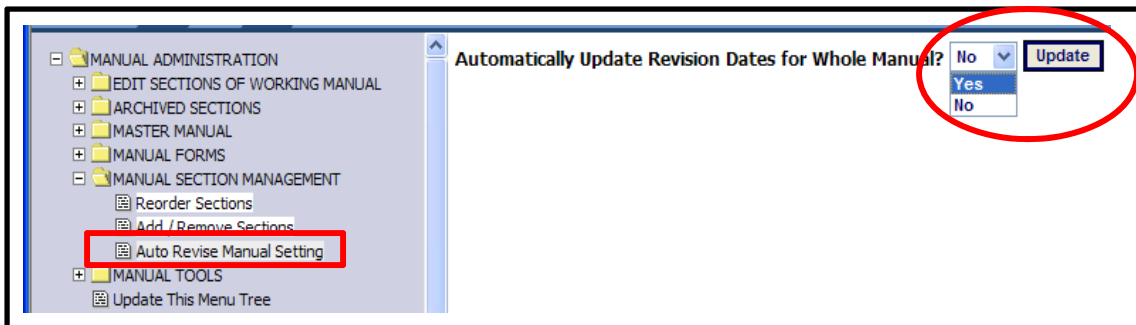 MANUAL ADMINISTRATION
EDIT SECTIONS OF WORKING MANUAL
ARCHIVED SECTIONS
MASTER MANUAL
MANUAL FORMS
MANUAL SECTION MANAGEMENT
Reorder Sections
Add / Remove Sections
Auto Revise Manual Setting
MANUAL TOOLS
Update This Menu Tree
Automatically Update Revision Dates for Whole Manual? No Update
Yes
No